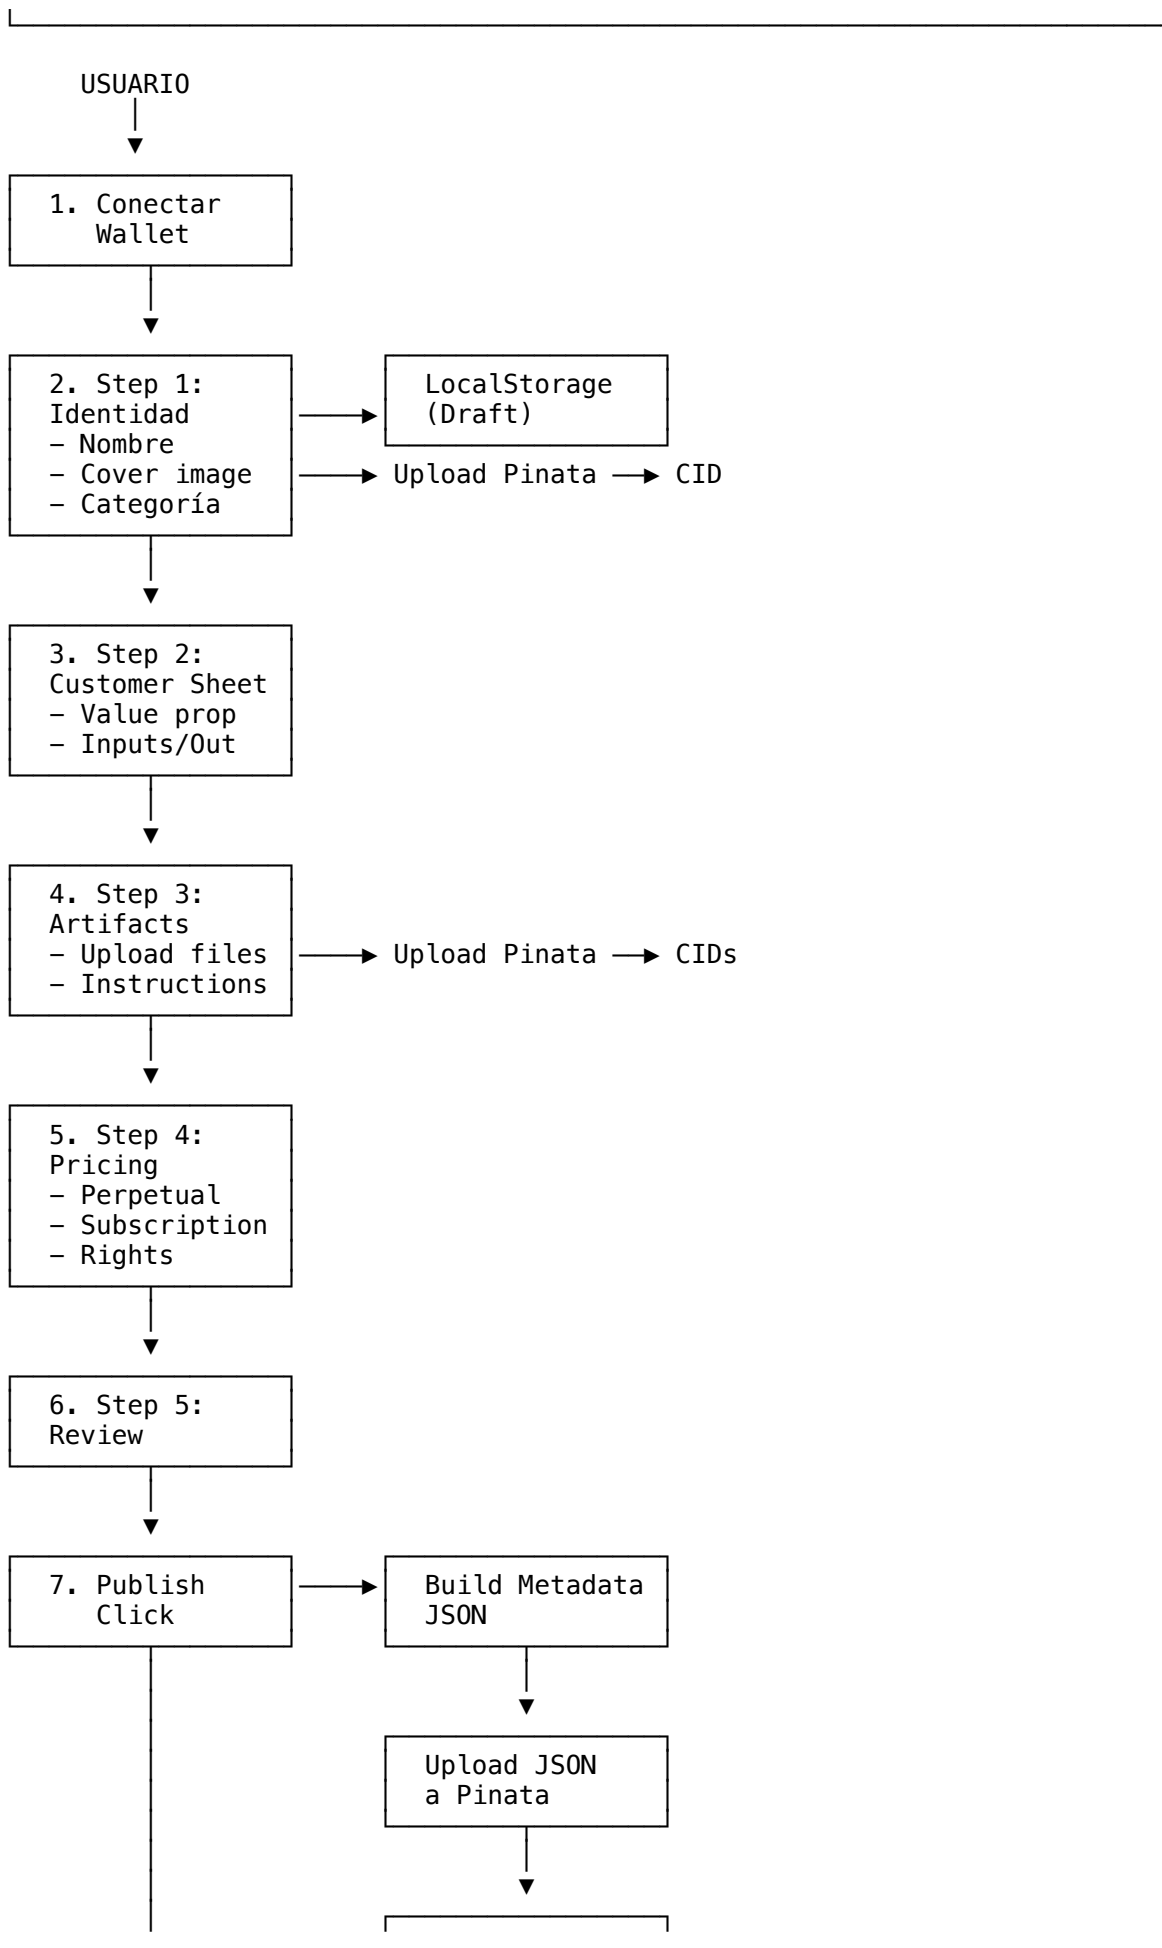 USUARIO
1. Conectar
Wallet
2. Step 1:
Identidad
– Nombre
– Cover image
– Categoría
LocalStorage
(Draft)
Upload Pinata
CID
3. Step 2:
Customer Sheet
– Value prop
– Inputs/Out
4. Step 3:
Artifacts
– Upload files
– Instructions
Upload Pinata
CIDs
5. Step 4:
Pricing
– Perpetual
– Subscription
– Rights
6. Step 5:
Review
7. Publish
Click
Build Metadata
JSON
Upload JSON
a Pinata